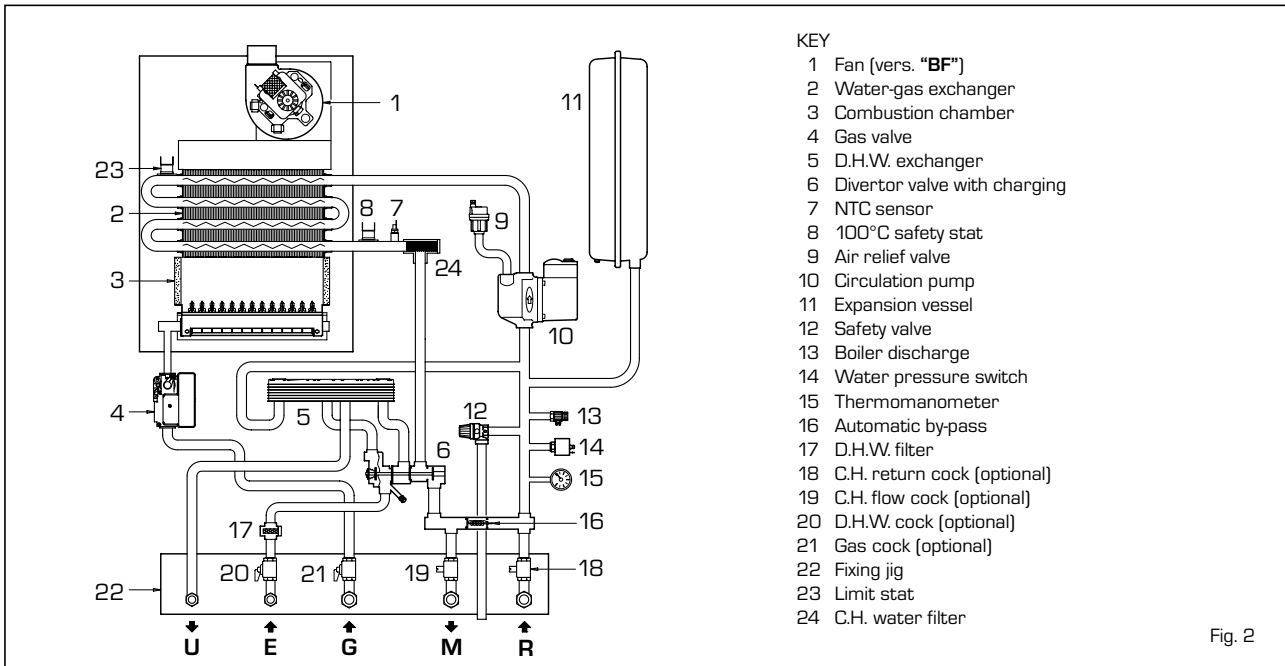 1
11
23
2
8
7
9
24
3
10
4
5
12
13
6
14
15
17
16
20
21
19
18
22
U
E
G
M
R
KEY
1 Fan (vers. “BF”)
2 Water-gas exchanger
3 Combustion chamber
4 Gas valve
5 D.H.W. exchanger
6 Divertor valve with charging
7 NTC sensor
8 100°C safety stat
9 Air relief valve
10 Circulation pump
11 Expansion vessel
12 Safety valve
13 Boiler discharge
14 Water pressure switch
15 Thermomanometer
16 Automatic by-pass
17 D.H.W. filter
18 C.H. return cock (optional)
19 C.H. flow cock (optional)
20 D.H.W. cock (optional)
21 Gas cock (optional)
22 Fixing jig
23 Limit stat
24 C.H. water filter
Fig. 2